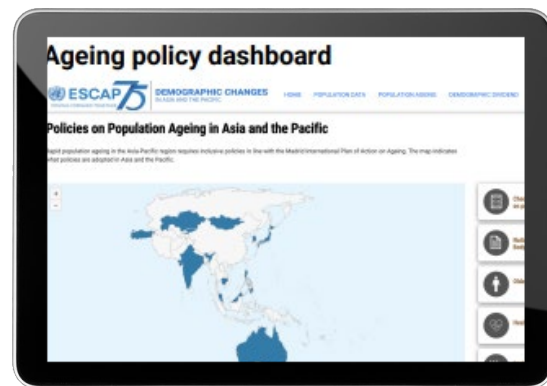 Ageing policy dashboard
ESCAP 75
DEMOGRAPHIC CHANGES
IN ASIA AND THE PACIFIC
HOME POPULATION DATA POPULATION AGEING DEMOGRAPHIC DIVIDEND
Policies on Population Ageing in Asia and the Pacific
Rapid population ageing in the Asia-Pacific region requires inclusive policies in line with the Madrid International Plan of Action on Ageing. The map indicates
what policies are adopted in Asia and the Pacific.
+
-